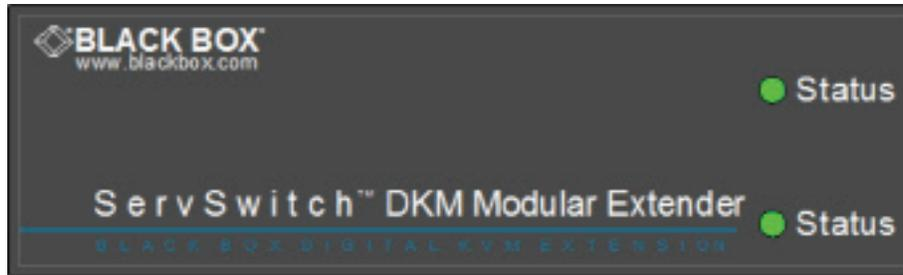 BLACK BOX®
www.blackbox.com
Status
ServSwitch™ DKM Modular Extender
Status
BLACK BOX DIGITAL KVM EXTENSION